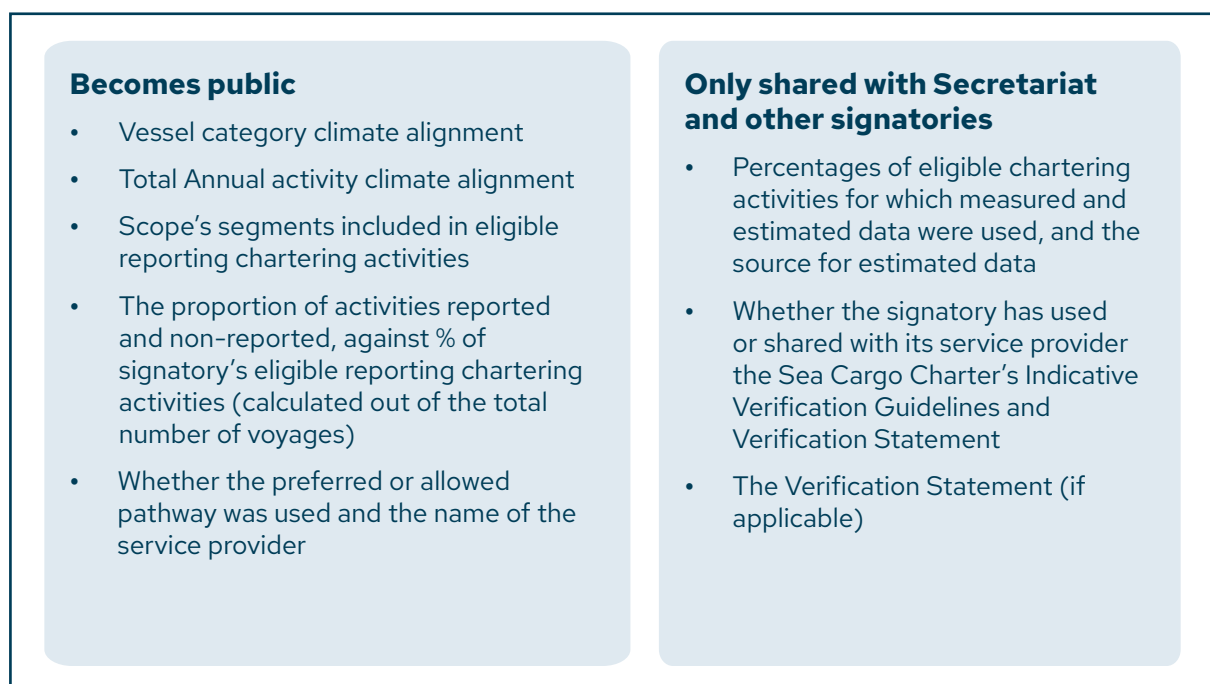 Becomes public
• Vessel category climate alignment
• Total Annual activity climate alignment
• Scope’s segments included in eligible
reporting chartering activities
• The proportion of activities reported
and non-reported, against % of
signatory’s eligible reporting chartering
activities (calculated out of the total
number of voyages)
• Whether the preferred or allowed
pathway was used and the name of the
service provider
Only shared with Secretariat
and other signatories
• Percentages of eligible chartering
activities for which measured and
estimated data were used, and the
source for estimated data
• Whether the signatory has used
or shared with its service provider
the Sea Cargo Charter’s Indicative
Verification Guidelines and
Verification Statement
• The Verification Statement (if
applicable)